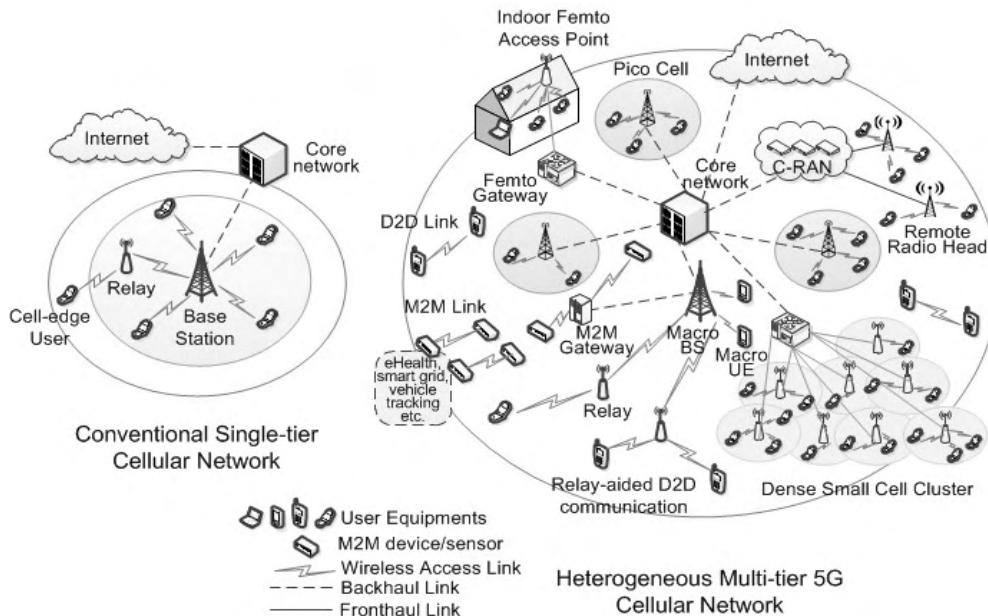 Internet
Core
network
Relay
Cell-edge
User
Base
Station
Conventional Single-tier
Cellular Network
Indoor Femto
Access Point
Pico Cell
Internet
Core
network
C-RAN
Femto
Gateway
Remote
Radio Head
D2D Link
M2M Link
M2M
Gateway
Macro
BS
Macro
UE
eHealth,
smart grid,
vehicle
tracking
etc.
Relay
Relay-aided D2D
communication
Dense Small Cell Cluster
User Equipments
M2M device/sensor
Wireless Access Link
Backhaul Link
Fronthaul Link
Heterogeneous Multi-tier 5G
Cellular Network